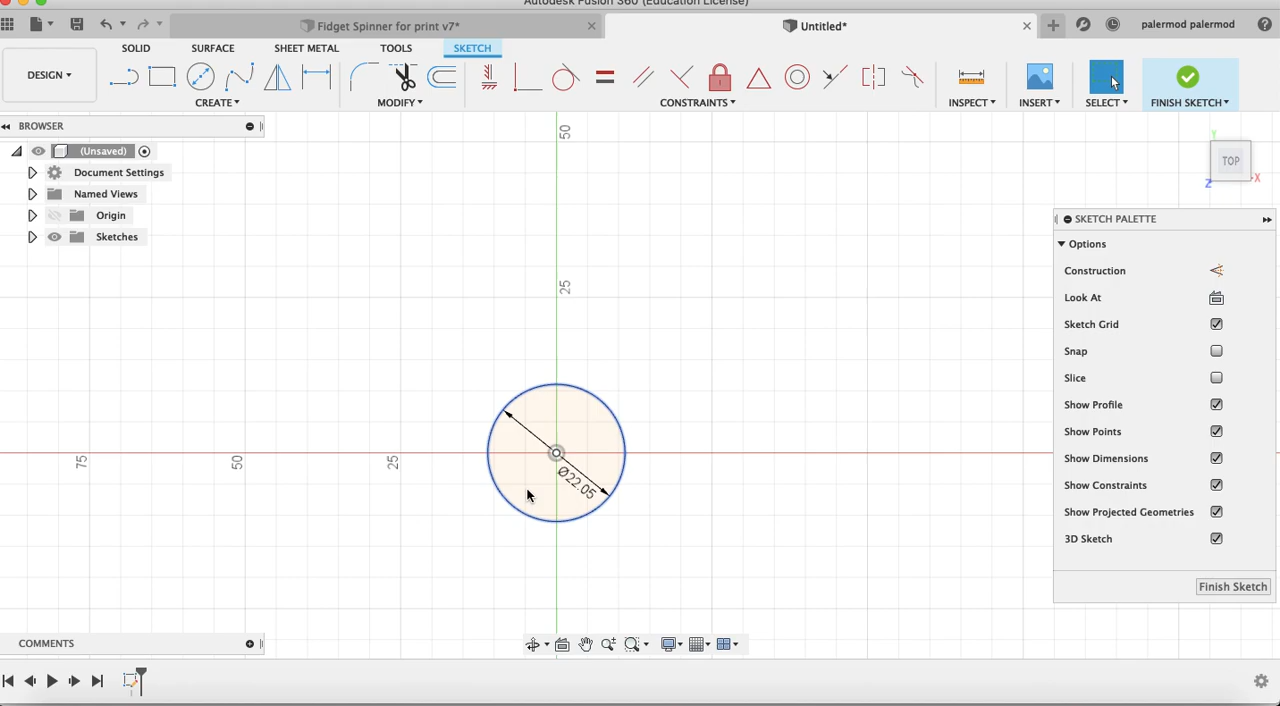 Autodesk Fusion 360 (Education License)
Fidget Spinner for print v7*
Untitled*
palermod palermod
SOLID SURFACE SHEET METAL TOOLS SKETCH
DESIGN
CREATE MODIFY CONSTRAINTS INSPECT INSERT SELECT FINISH SKETCH
BROWSER
(Unsaved)
Document Settings
Named Views
Origin
Sketches
50
25
75
50
25
Ø22.05
TOP
Y
X
Z
SKETCH PALETTE
Options
Construction
Look At
Sketch Grid
Snap
Slice
Show Profile
Show Points
Show Dimensions
Show Constraints
Show Projected Geometries
3D Sketch
Finish Sketch
COMMENTS